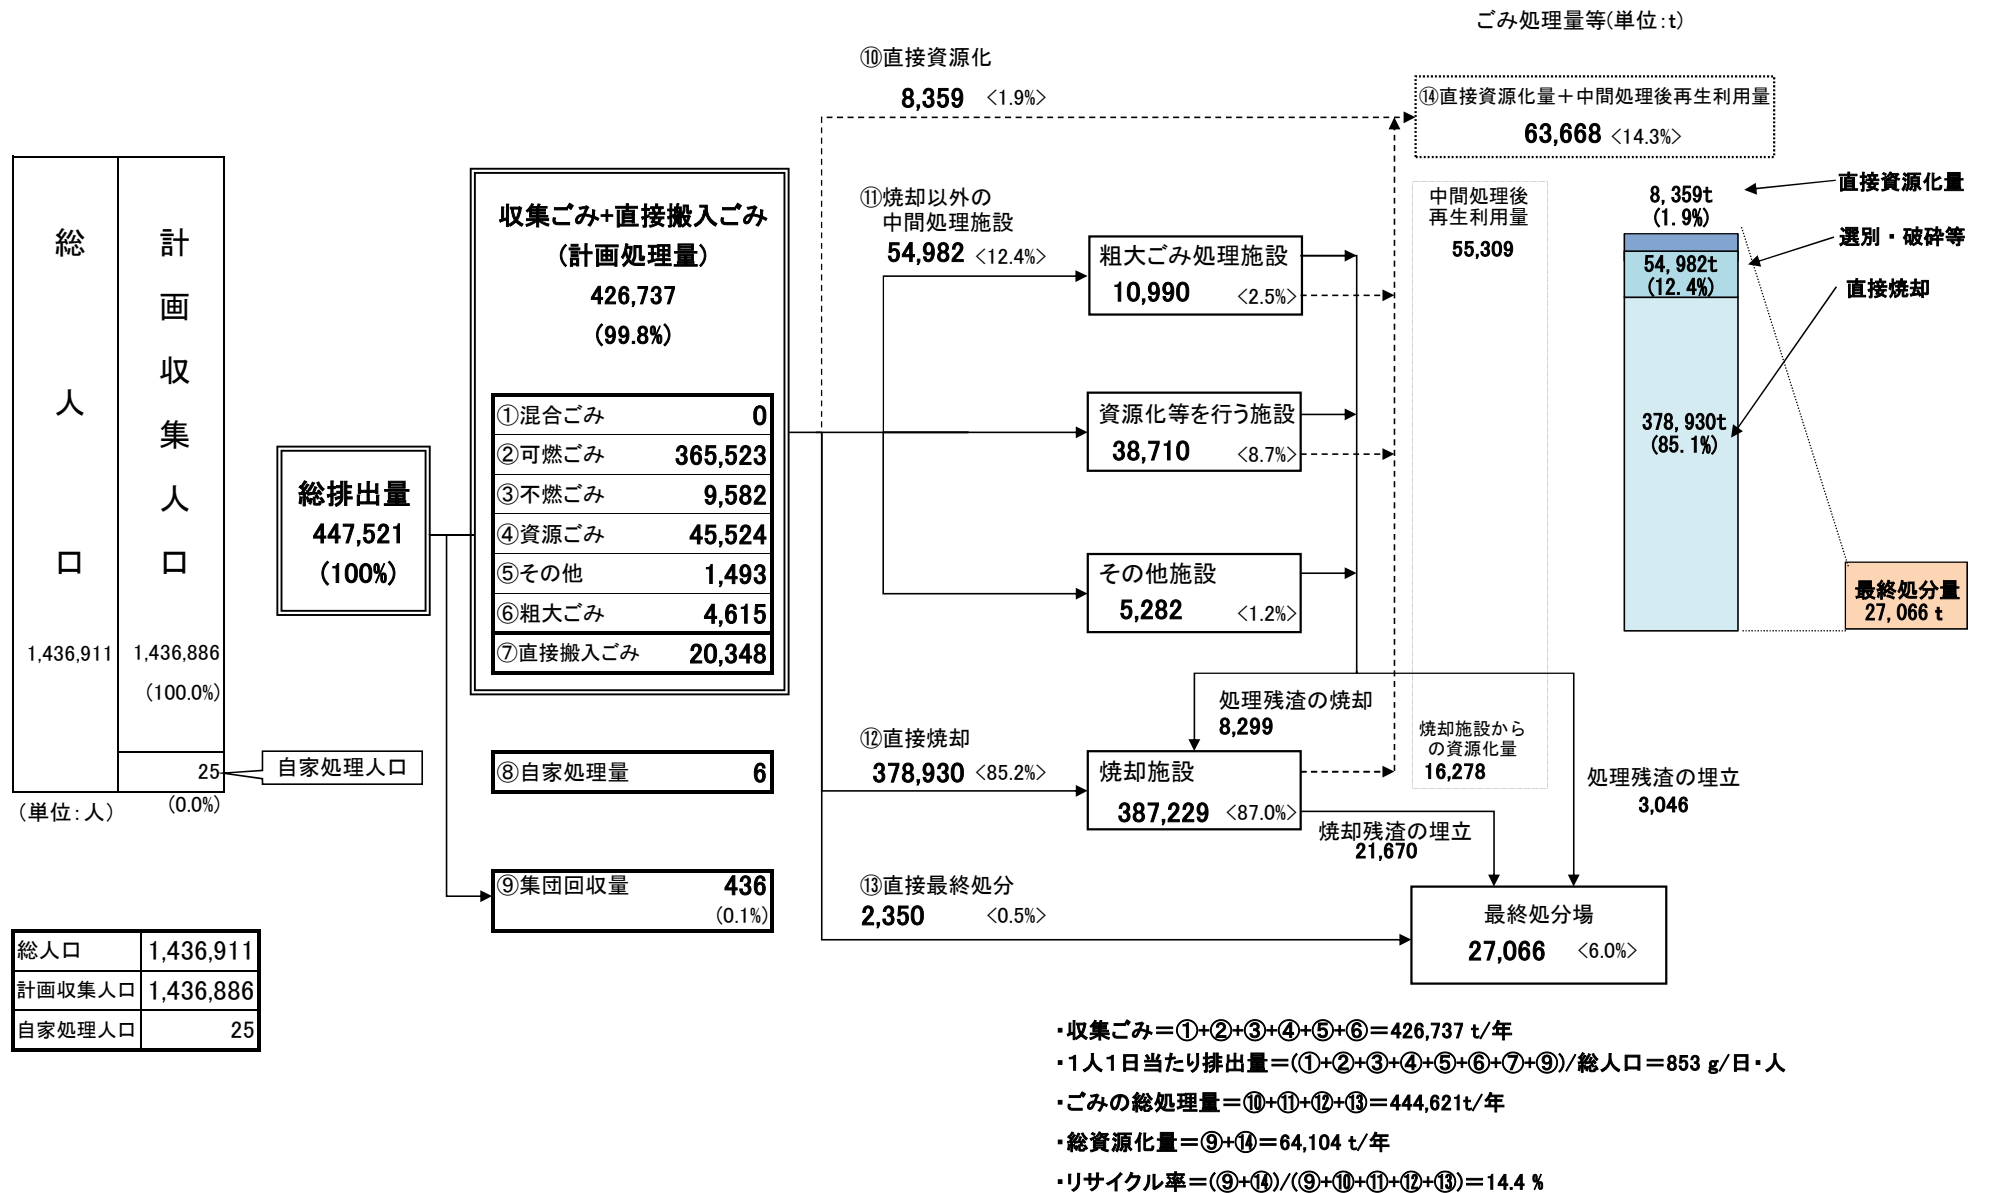 ごみ処理量等(単位:t)
⑩直接資源化
8,359 <1.9%>
⑭直接資源化量＋中間処理後再生利用量
63,668 <14.3%>
総人口
1,436,911
計画収集人口
1,436,886
(100.0%)
25
(0.0%)
(単位:人)
自家処理人口
総排出量
447,521
(100%)
収集ごみ+直接搬入ごみ
(計画処理量)
426,737
(99.8%)
①混合ごみ 0
②可燃ごみ 365,523
③不燃ごみ 9,582
④資源ごみ 45,524
⑤その他 1,493
⑥粗大ごみ 4,615
⑦直接搬入ごみ 20,348
⑧自家処理量 6
⑨集団回収量 436
(0.1%)
⑪焼却以外の
中間処理施設
54,982 <12.4%>
粗大ごみ処理施設
10,990 <2.5%>
資源化等を行う施設
38,710 <8.7%>
その他施設
5,282 <1.2%>
処理残渣の焼却
8,299
⑫直接焼却
378,930 <85.2%>
焼却施設
387,229 <87.0%>
焼却残渣の埋立
21,670
⑬直接最終処分
2,350 <0.5%>
中間処理後
再生利用量
55,309
焼却施設から
の資源化量
16,278
処理残渣の埋立
3,046
最終処分場
27,066 <6.0%>
8,359t
(1.9%)
54,982t
(12.4%)
378,930t
(85.1%)
直接資源化量
選別・破砕等
直接焼却
最終処分量
27,066 t
総人口 1,436,911
計画収集人口 1,436,886
自家処理人口 25
・収集ごみ＝①+②+③+④+⑤+⑥＝426,737 t/年
・１人１日当たり排出量＝(①+②+③+④+⑤+⑥+⑦+⑨)/総人口＝853 g/日・人
・ごみの総処理量＝⑩+⑪+⑫+⑬＝444,621t/年
・総資源化量＝⑨+⑭＝64,104 t/年
・リサイクル率＝(⑨+⑭)/(⑨+⑩+⑪+⑫+⑬)＝14.4 %